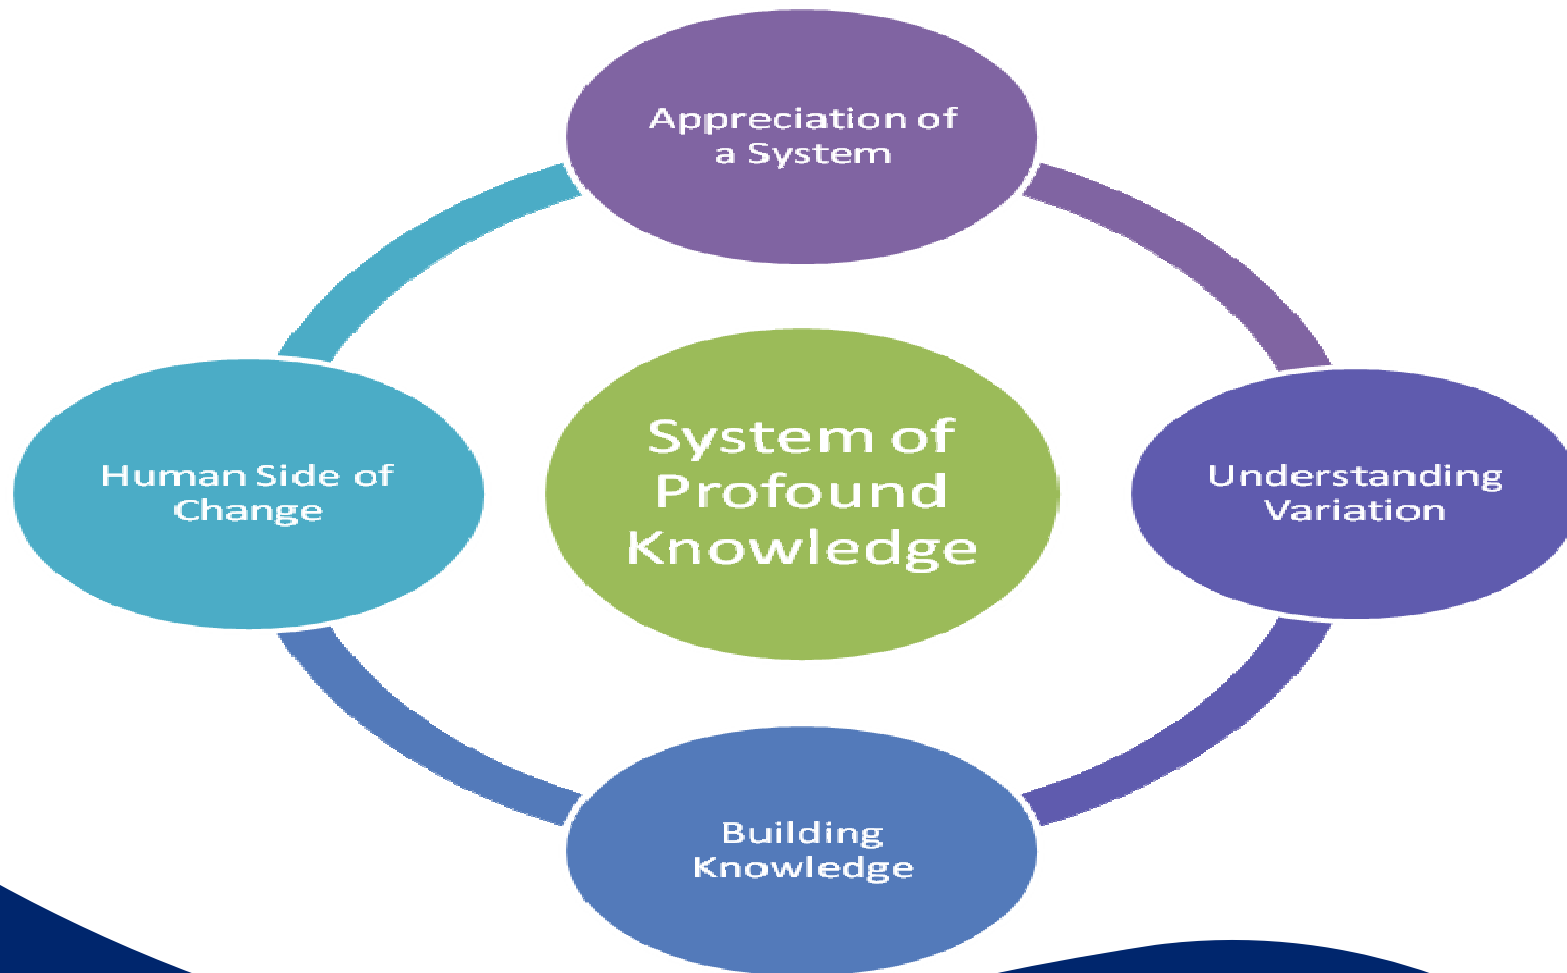 Appreciation of
a System
Human Side of
Change
System of
Profound
Knowledge
Understanding
Variation
Building
Knowledge